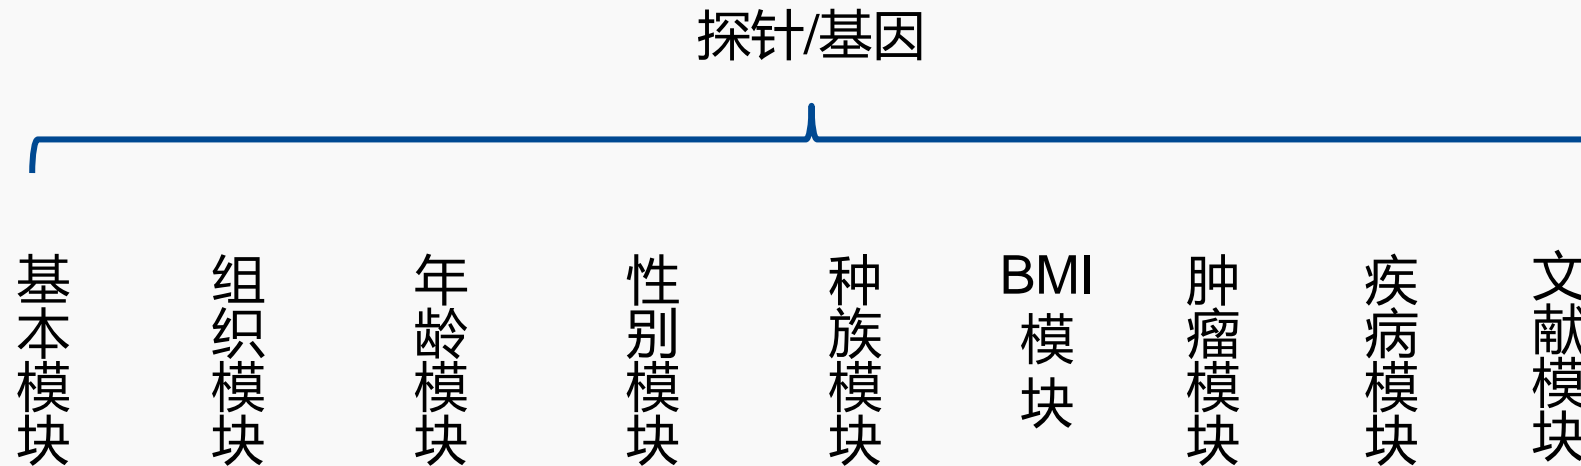 探针/基因
基本模块
组织模块
年龄模块
性别模块
种族模块
BMI模块
肿瘤模块
疾病模块
文献模块